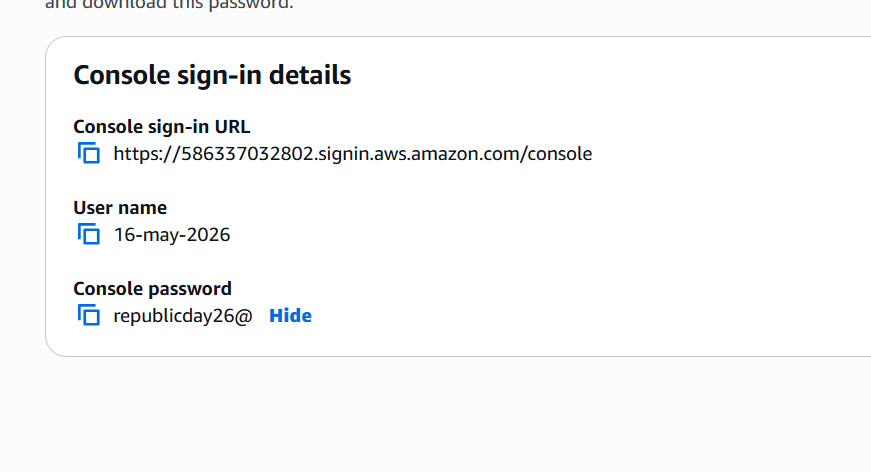 and download this password.
Console sign-in details
Console sign-in URL
https://586337032802.signin.aws.amazon.com/console
User name
16-may-2026
Console password
republicday26@ Hide